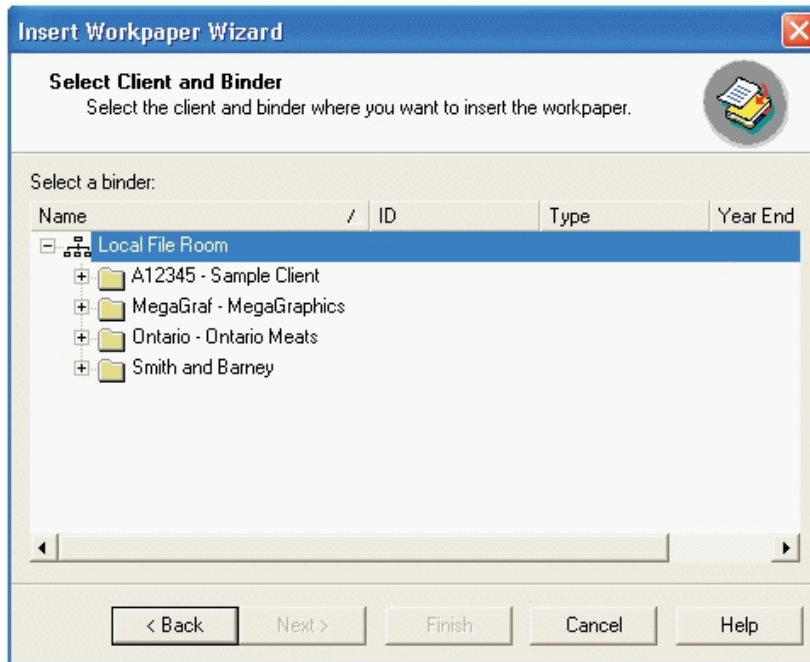 Insert Workpaper Wizard
Select Client and Binder
Select the client and binder where you want to insert the workpaper.
Select a binder:
Name / ID Type Year End
Local File Room
A12345 - Sample Client
MegaGraf - MegaGraphics
Ontario - Ontario Meats
Smith and Barney
< Back Next > Finish Cancel Help